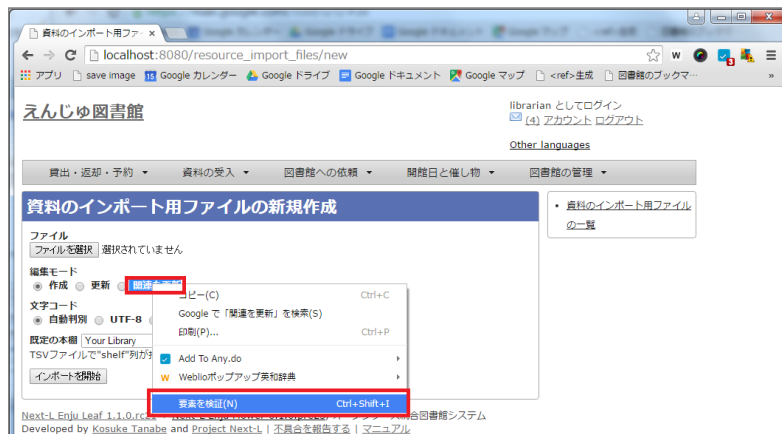 資料のインポート用ファ
localhost:8080/resource_import_files/new
アプリ save image Google カレンダー Google ドライブ Google ドキュメント Google マップ <ref>生成 図書館のブックマ… »
えんじゅ図書館
librarian としてログイン
(4) アカウント ログアウト
Other languages
貸出・返却・予約 ▼ 資料の受入 ▼ 図書館への依頼 ▼ 開館日と催し物 ▼ 図書館の管理 ▼
資料のインポート用ファイルの新規作成
• 資料のインポート用ファイル
の一覧
ファイル
ファイルを選択 選択されていません
編集モード
作成 更新 関連を更新
コピー(C) Ctrl+C
文字コード
Google で「関連を更新」を検索(S)
自動判別 UTF-8
印刷(P)... Ctrl+P
既定の本棚 Your Library
TSVファイルで"shelf"列が
Add To Any.do
Weblioポップアップ英和辞典
インポートを開始
要素を検証(N) Ctrl+Shift+I
Next-L Enju Leaf 1.1.0.rc
合図書館システム
Developed by Kosuke Tanabe and Project Next-L | 不具合を報告する | マニュアル